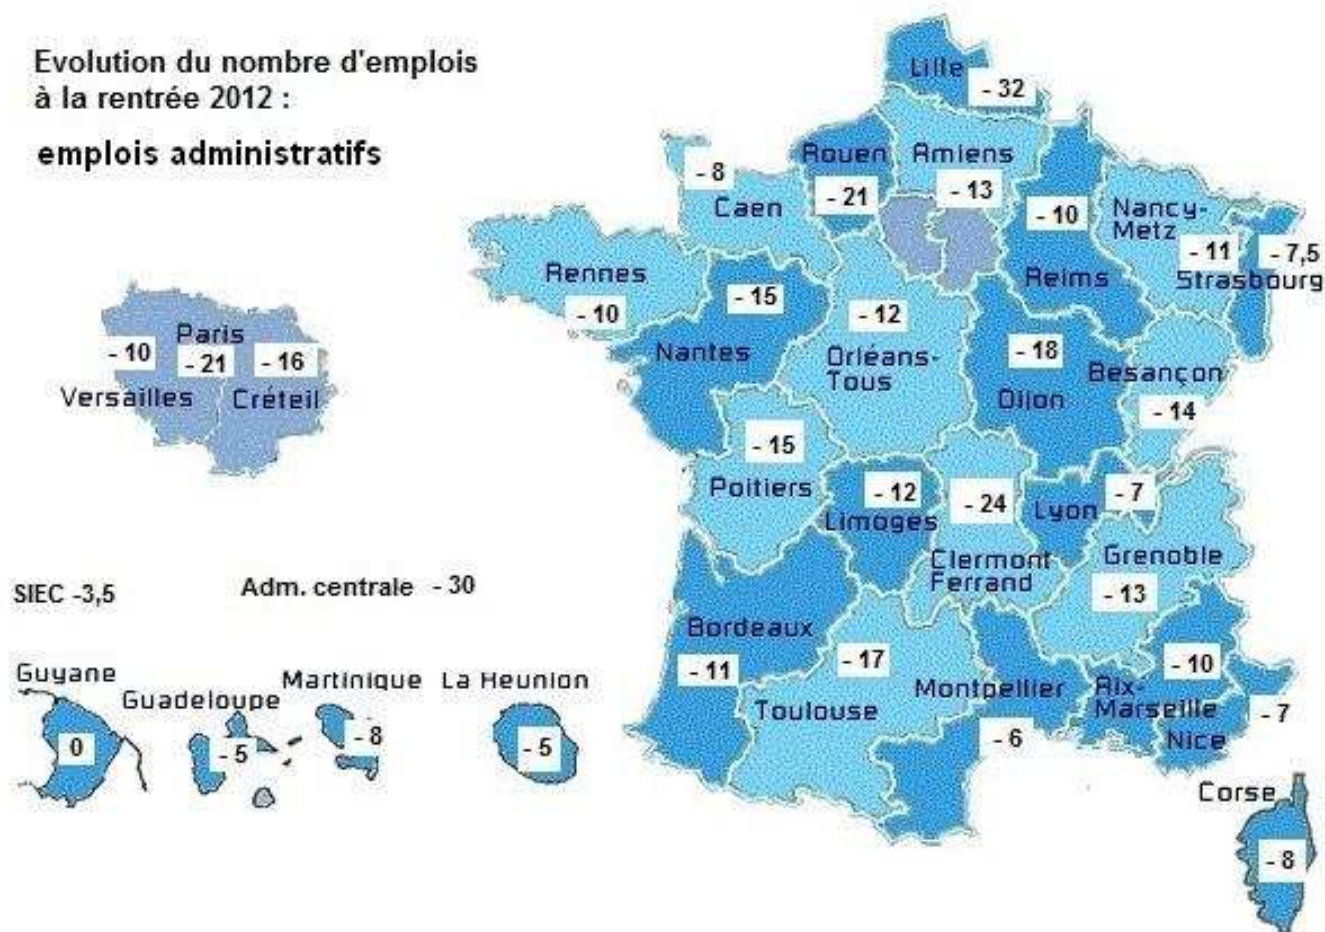 Evolution du nombre d'emplois
à la rentrée 2012 :
emplois administratifs
Lille
- 32
Rouen
- 21
Amiens
- 13
- 8
Caen
- 10
Reims
Nancy-
Metz
- 11
- 7,5
Strasbourg
Rennes
- 10
- 15
Nantes
- 12
Orléans-
Tous
- 18
Dijon
Besançon
- 14
Paris
- 10
- 21
- 16
Versailles
Créteil
- 15
Poitiers
- 12
Limoges
- 24
Clermont
Ferrand
Lyon
- 7
Grenoble
- 13
SIEC -3,5
Adm. centrale - 30
Bordeaux
- 11
- 17
Toulouse
Montpellier
- 6
Aix-
Marseille
- 10
Nice
- 7
Guyane
0
Guadeloupe
- 5
Martinique
- 8
La Heunion
- 5
Corse
- 8